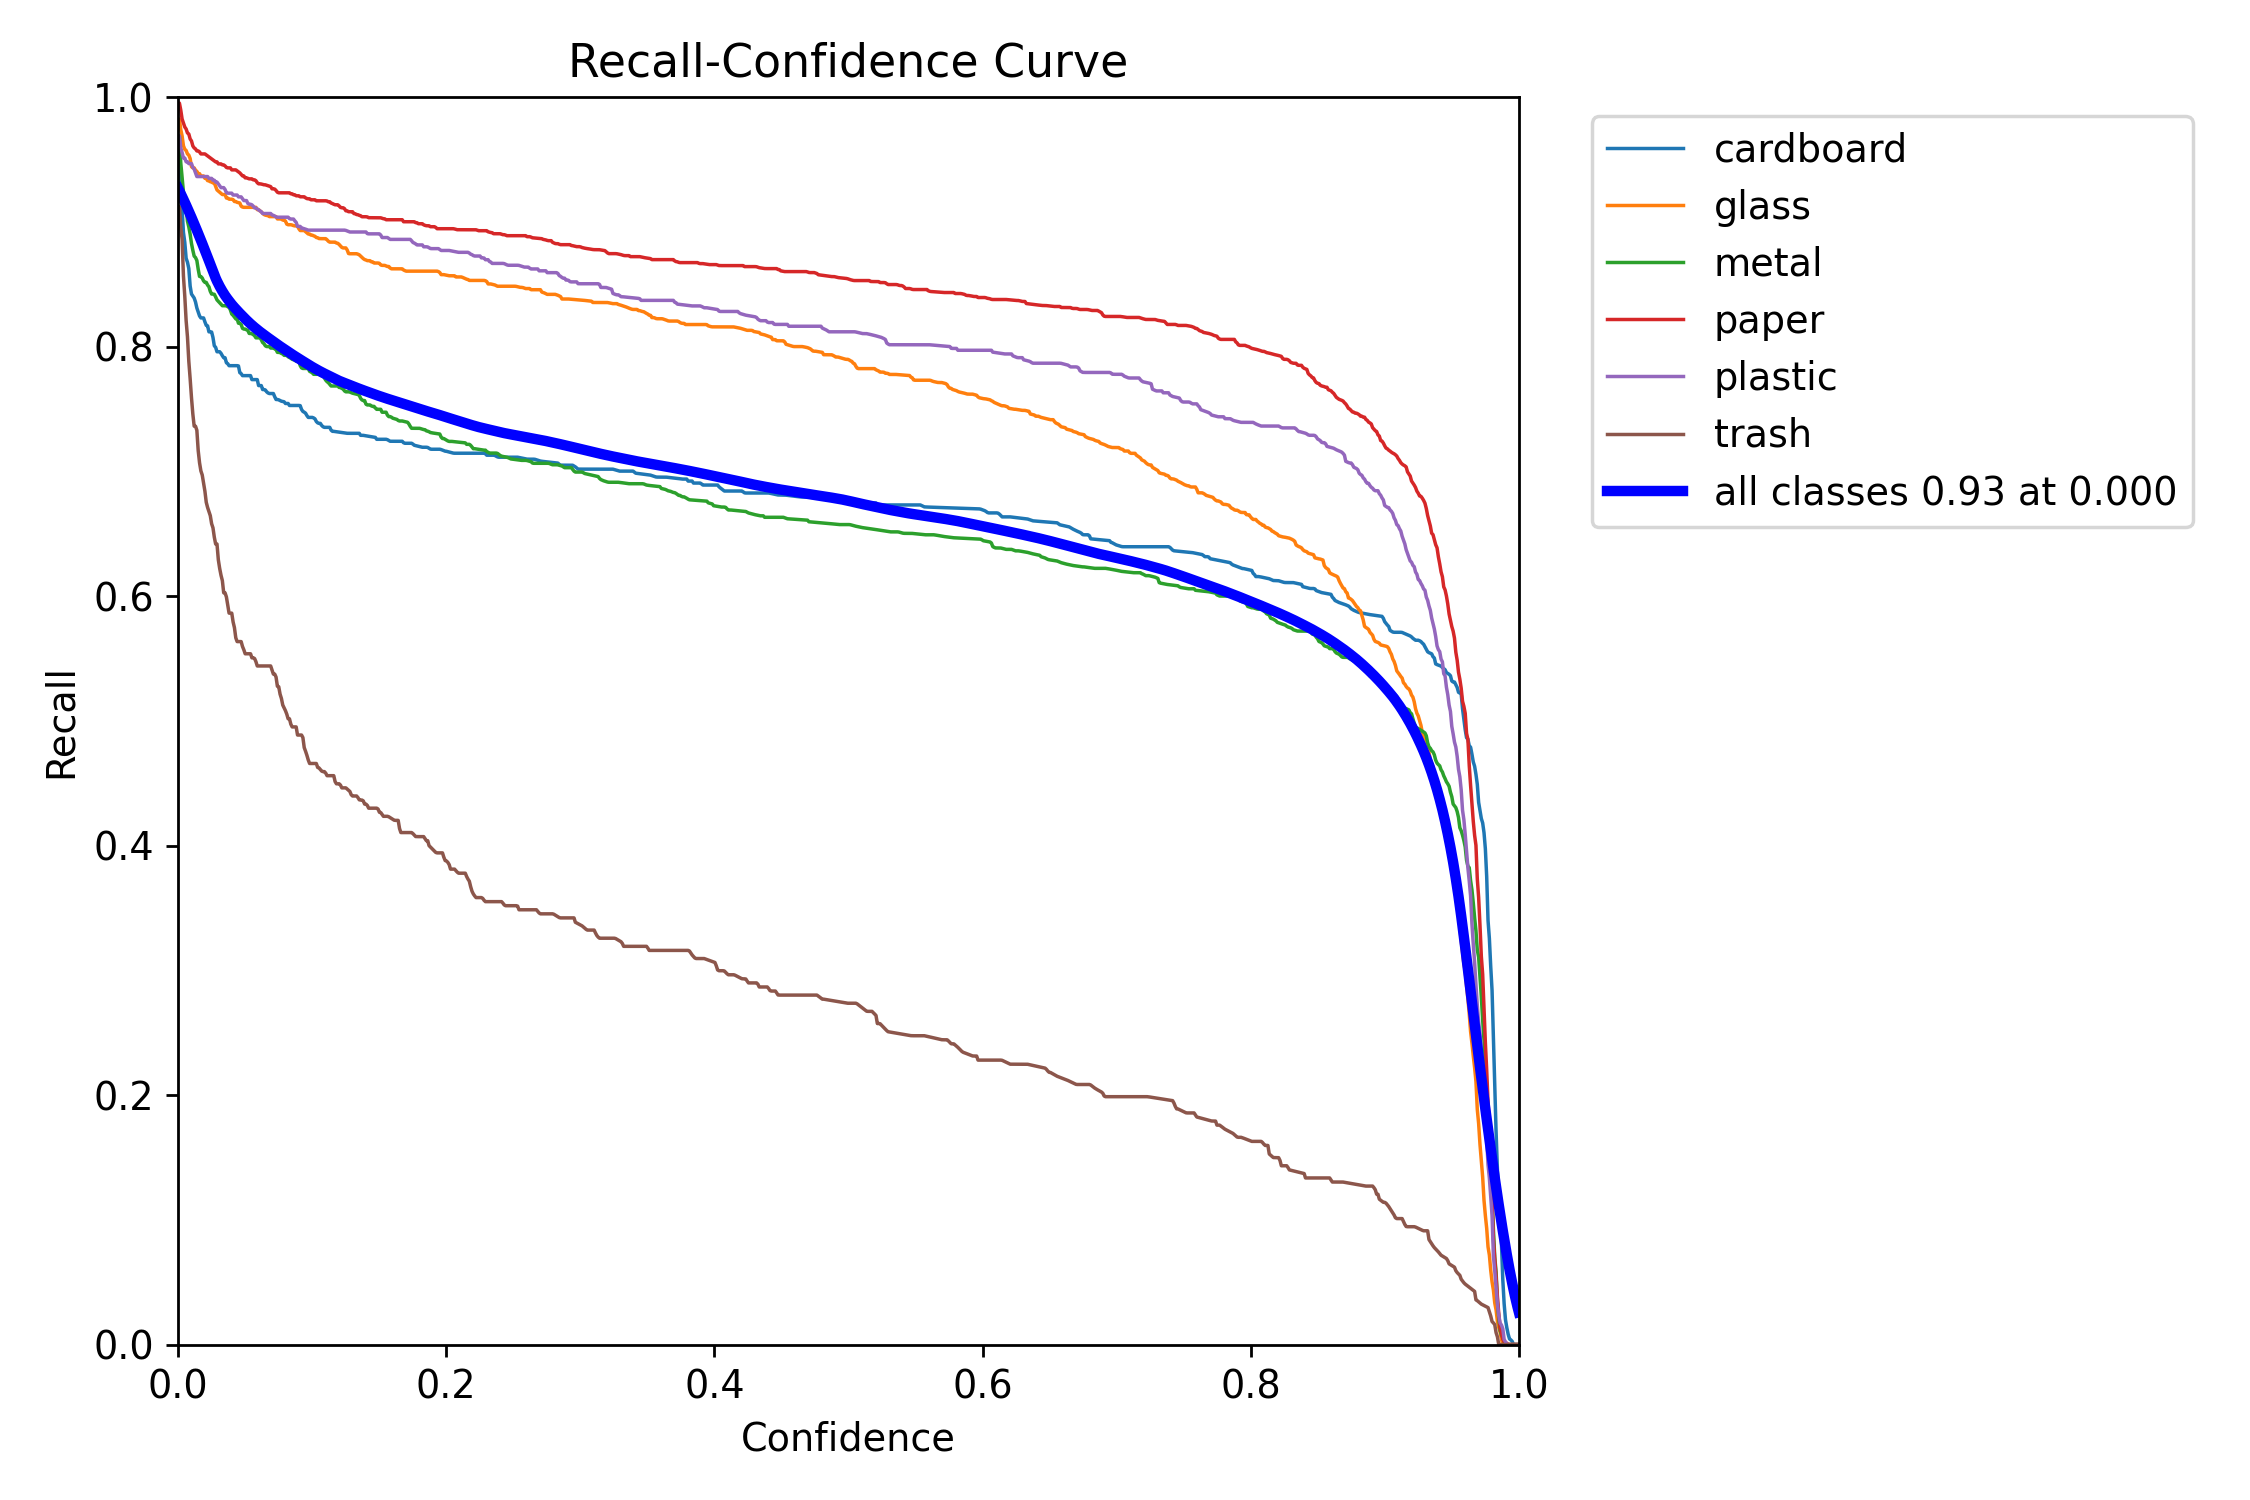 Recall-Confidence Curve
1.0
0.8
0.6
0.4
0.2
0.0
Recall
0.0 0.2 0.4 0.6 0.8 1.0
Confidence
cardboard
glass
metal
paper
plastic
trash
all classes 0.93 at 0.000